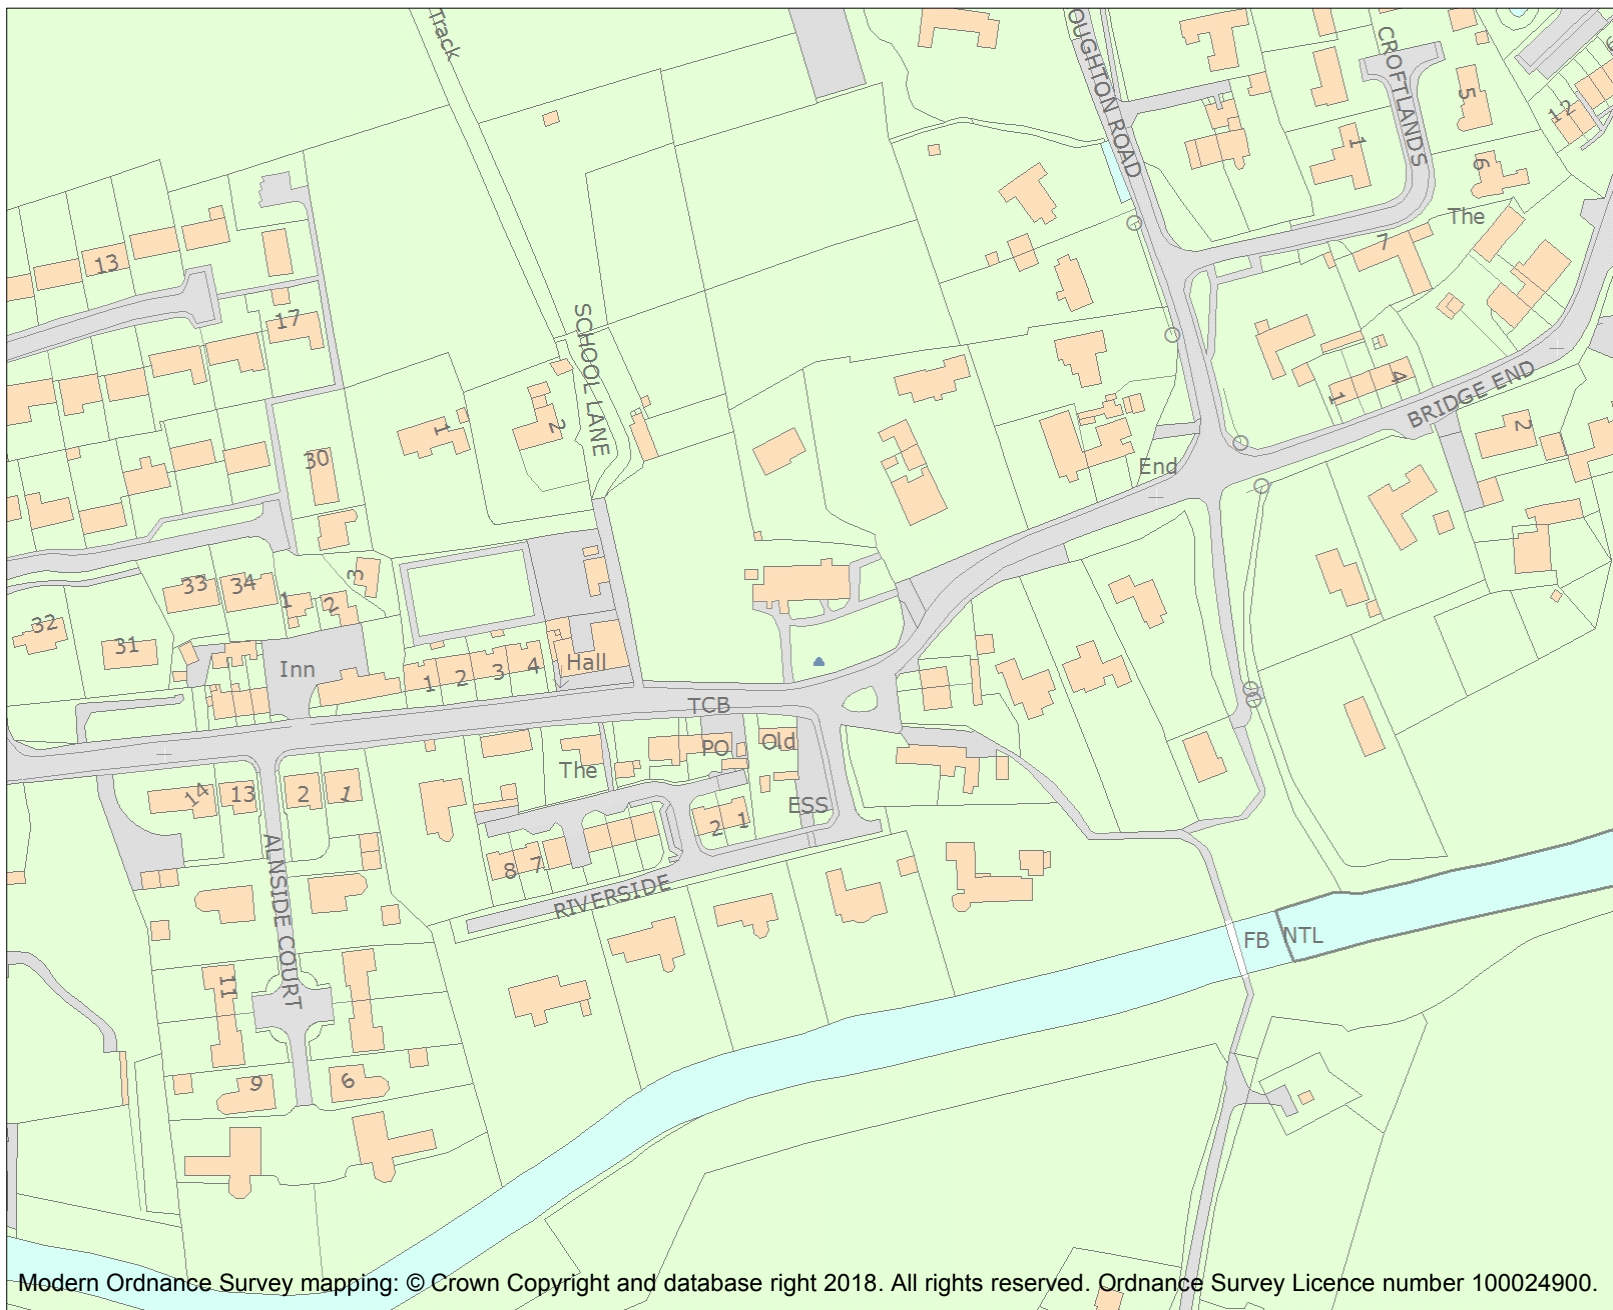 Track
OUGHTON ROAD
CROFTLANDS
5
12
6
1
6
The
7
13
17
SCHOOL LANE
4
1
BRIDGE END
2
1
2
30
End
3
33
34
1
2
32
31
Inn
Hall
1
2
3
4
TCB
PO
Old
The
14
13
2
1
ESS
2
1
8
7
RIVERSIDE
ALNSIDE COURT
FB
NTL
11
9
6
Modern Ordnance Survey mapping: © Crown Copyright and database right 2018. All rights reserved. Ordnance Survey Licence number 100024900.